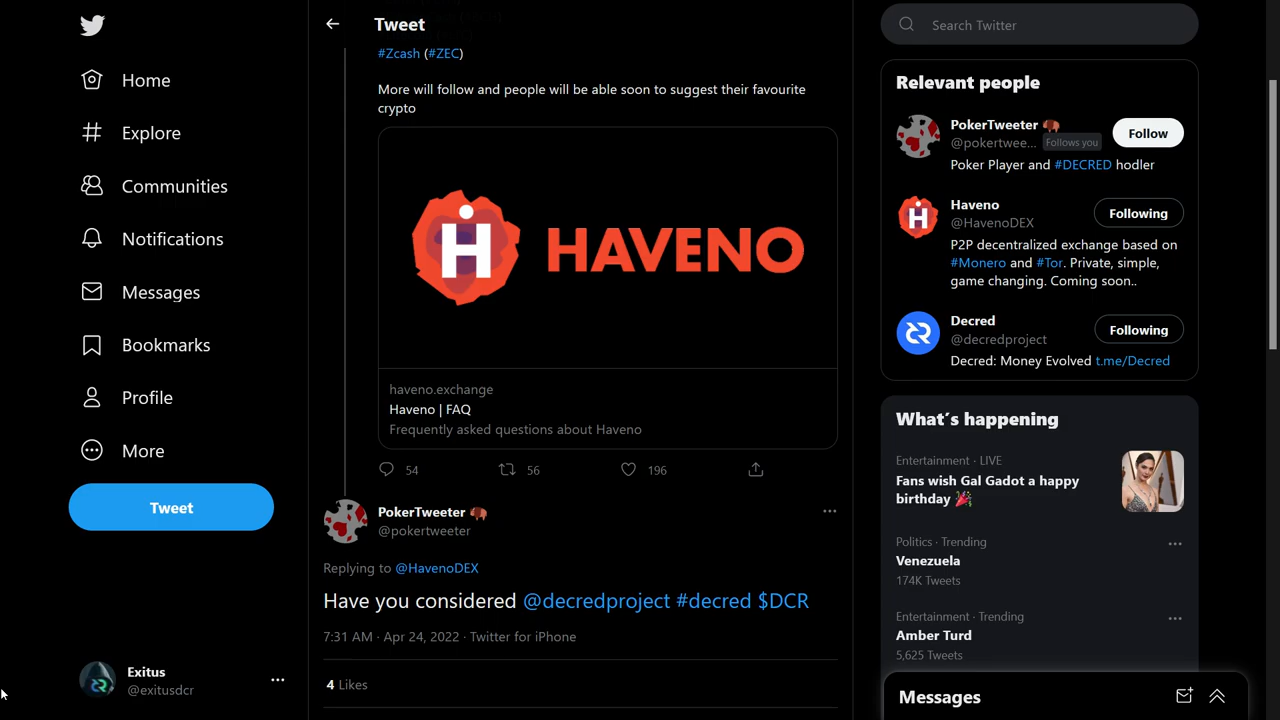 Home
Explore
Communities
Notifications
Messages
Bookmarks
Profile
More
Tweet
Exitus
@exitusdcr
Tweet
#Zcash (#ZEC)
More will follow and people will be able soon to suggest their favourite
crypto
H HAVENO
haveno.exchange
Haveno | FAQ
Frequently asked questions about Haveno
54 56 196
PokerTweeter
@pokertweeter
Replying to @HavenoDEX
Have you considered @decredproject #decred $DCR
7:31 AM · Apr 24, 2022 · Twitter for iPhone
4 Likes
Search Twitter
Relevant people
PokerTweeter
@pokertwee... Follows you
Follow
Poker Player and #DECRED hodler
H
Haveno
@HavenoDEX
Following
P2P decentralized exchange based on
#Monero and #Tor. Private, simple,
game changing. Coming soon..
Decred
@decredproject
Following
Decred: Money Evolved t.me/Decred
What's happening
Entertainment · LIVE
Fans wish Gal Gadot a happy
birthday
Politics · Trending
Venezuela
174K Tweets
Entertainment · Trending
Amber Turd
5,625 Tweets
Messages